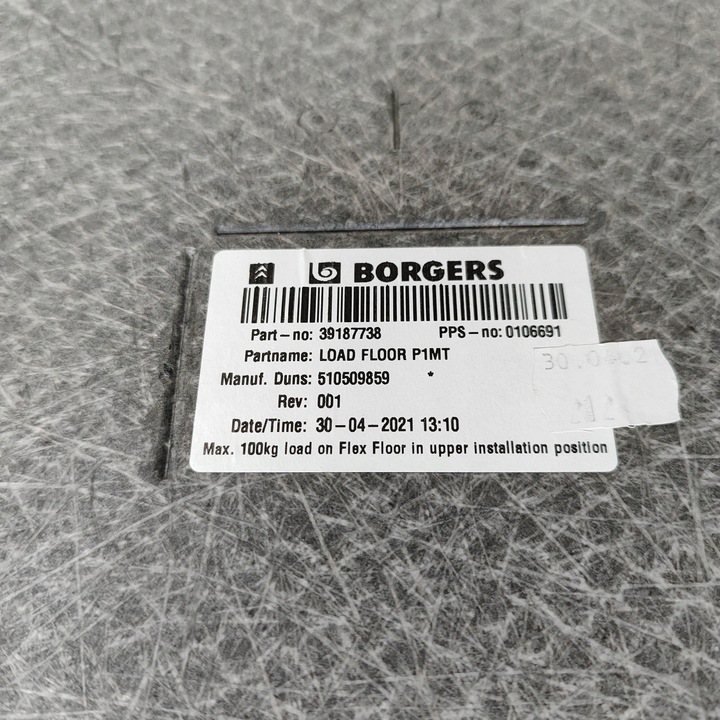 BORGERS
Part-no: 39187738 PPS-no: 0106691
Partname: LOAD FLOOR P1MT
Manuf. Duns: 510509859 *
Rev: 001
Date/Time: 30-04-2021 13:10
Max. 100kg load on Flex Floor in upper installation position